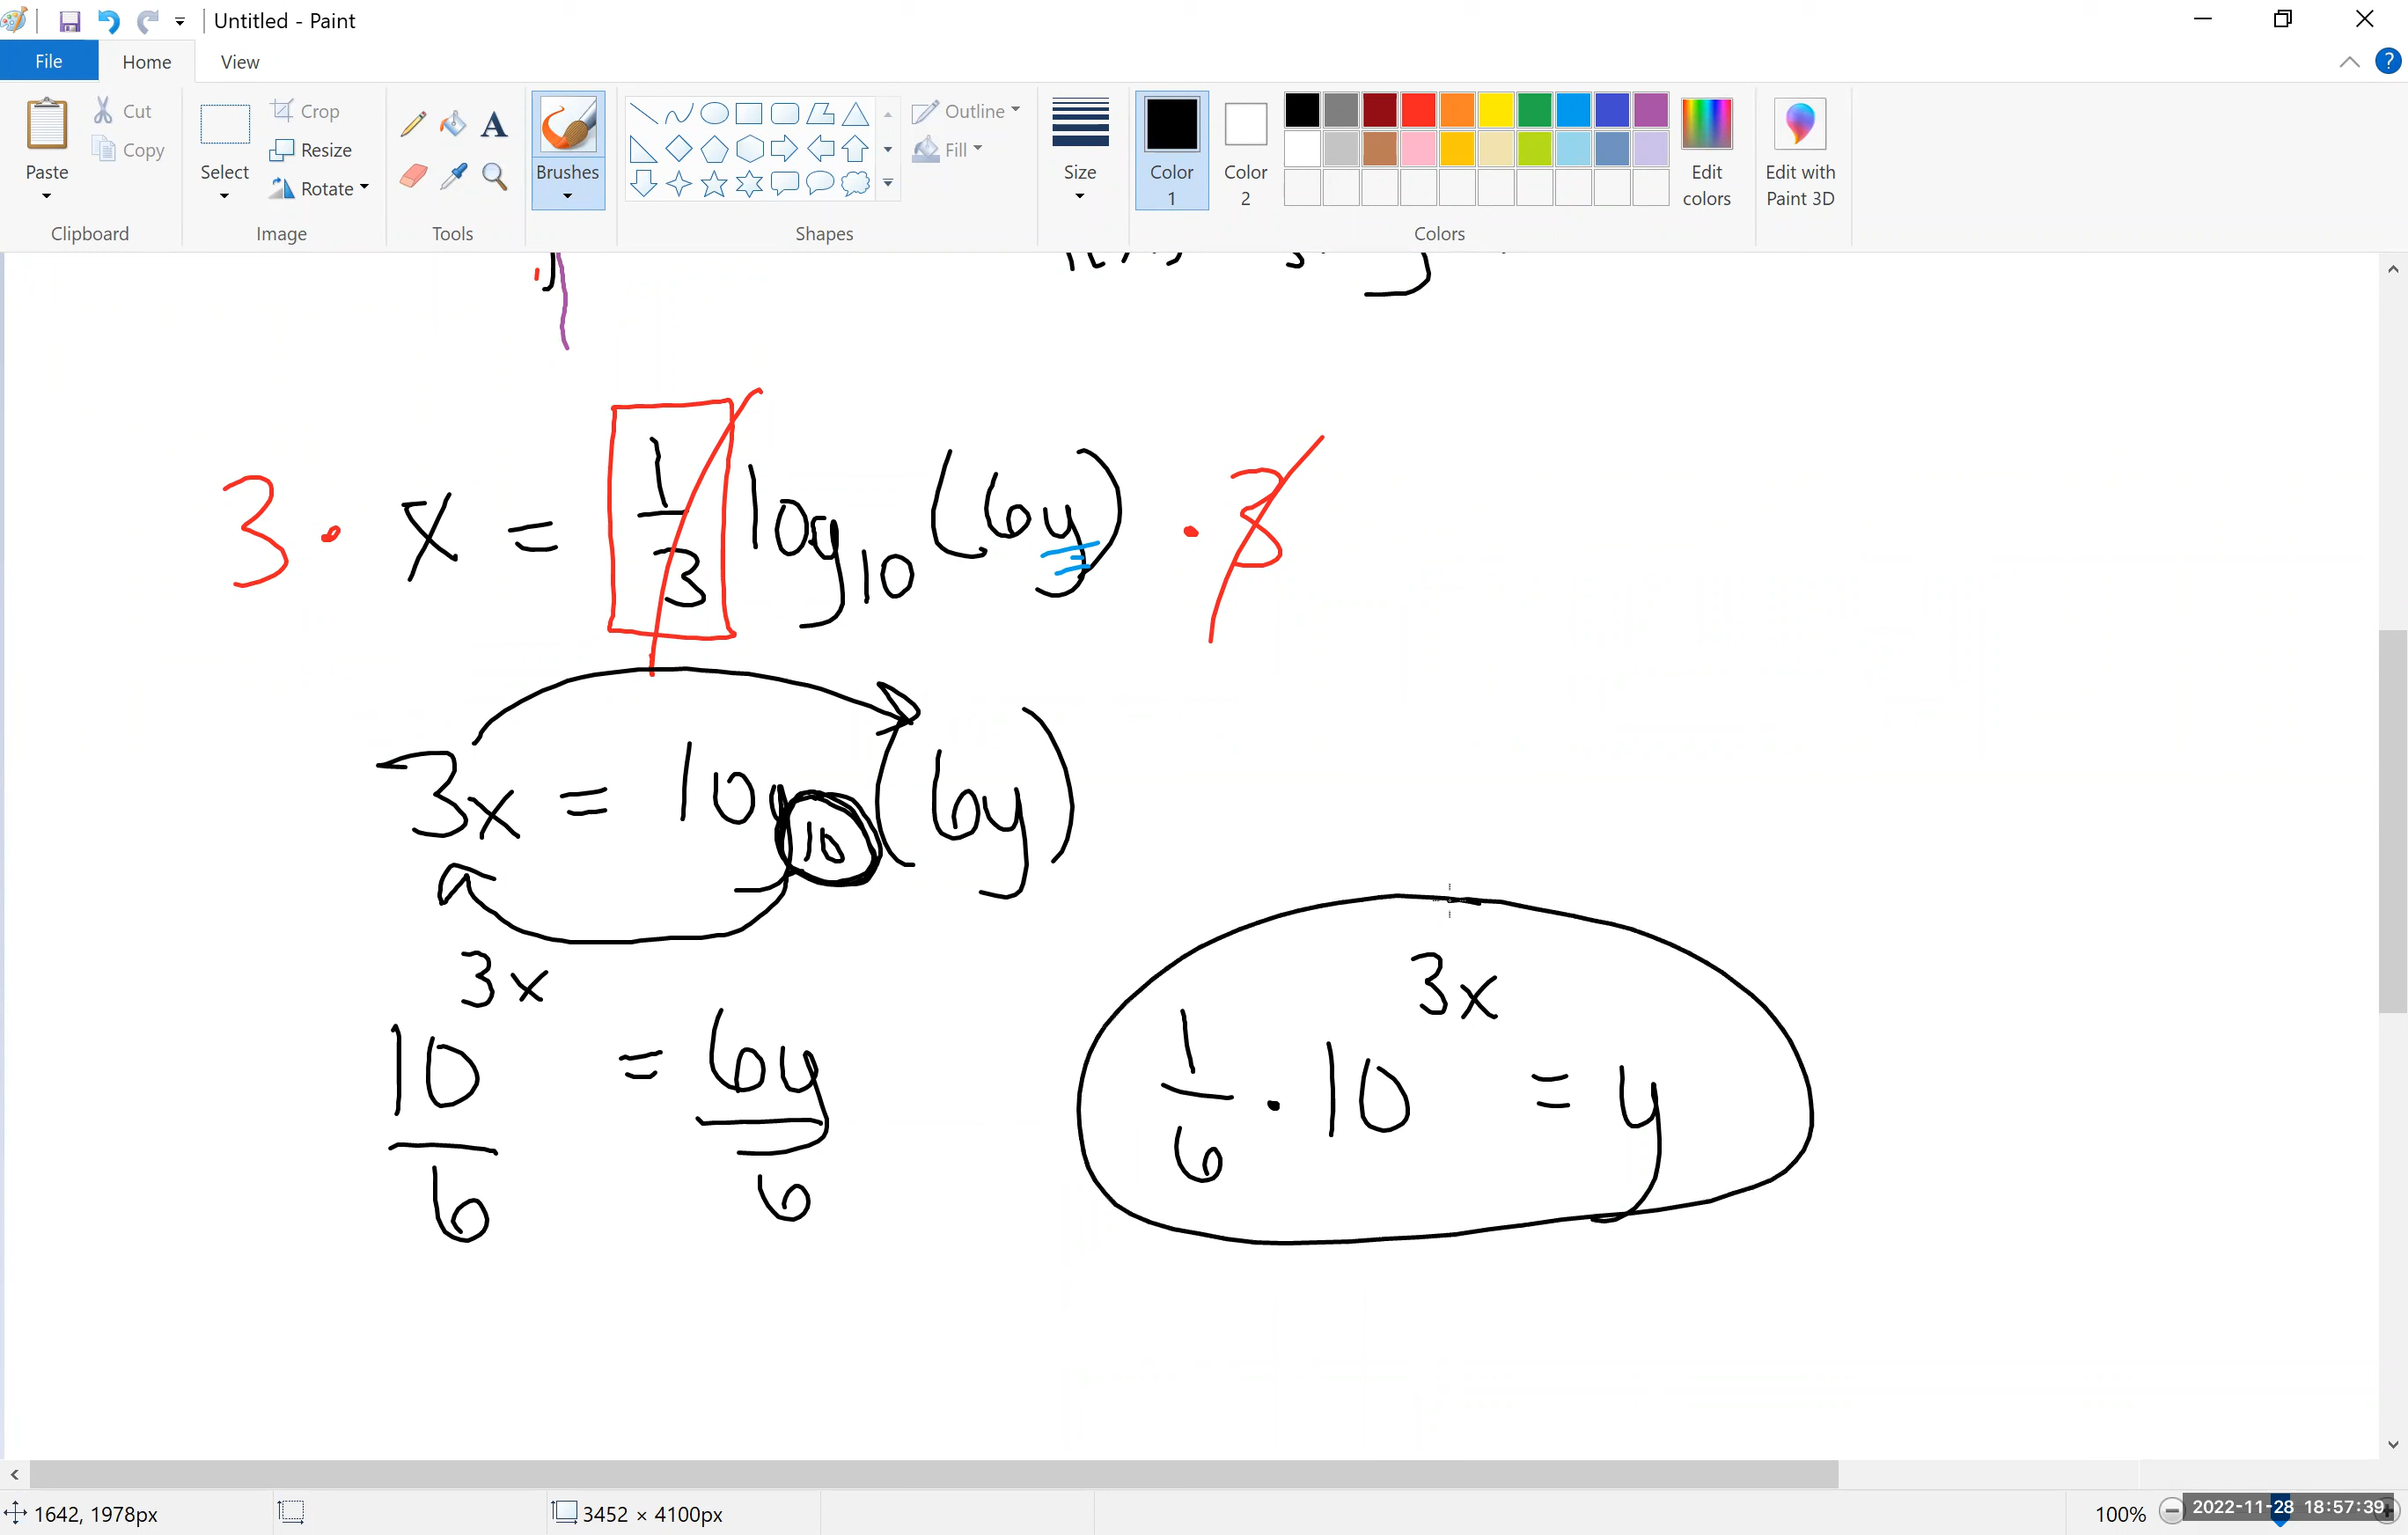 Untitled - Paint
File Home View
Paste Cut Copy Clipboard
Select Crop Resize Rotate Image
Tools
Brushes
Shapes
Outline
Fill
Size
Color 1
Color 2
Edit colors
Colors
Edit with Paint 3D
3 · x = 1/3 log10 (6y) · 3
3x = log10 (6y)
10^3x = 6y
6 6
1/6 · 10^3x = y
1642, 1978px
3452 × 4100px
100%
2022-11-28 18:57:39